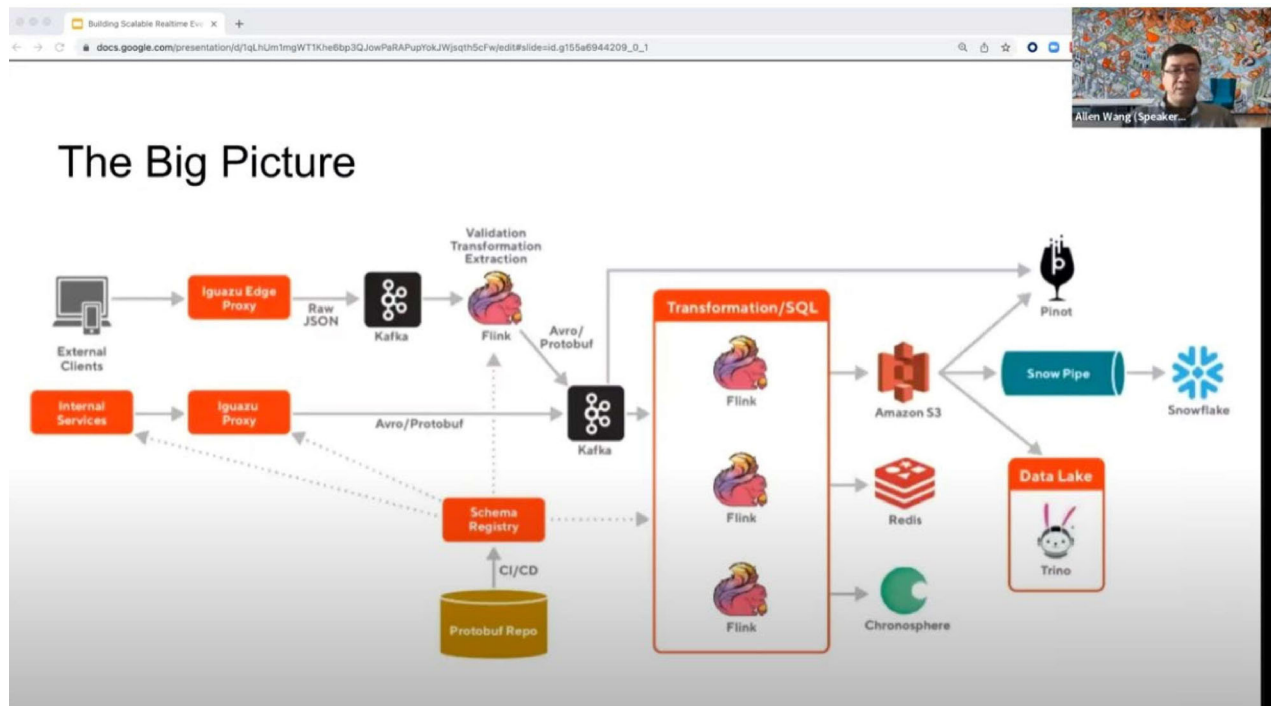 Building Scalable Realtime Eve
docs.google.com/presentation/d/1qLhUm1mgWT1Khe6bp3QJowPaRAPupYokJWjsqth5cFw/edit#slide=id.g155a6944209_0_1
Allen Wang (Speaker...
The Big Picture
Validation
Transformation
Extraction
Iguazu Edge
Proxy
Raw
JSON
Kafka
Flink
Avro/
Protobuf
External
Clients
Internal
Services
Iguazu
Proxy
Avro/Protobuf
Kafka
Schema
Registry
CI/CD
Protobuf Repo
Transformation/SQL
Flink
Flink
Flink
Amazon S3
Redis
Chronosphere
Pinot
Snow Pipe
Snowflake
Data Lake
Trino